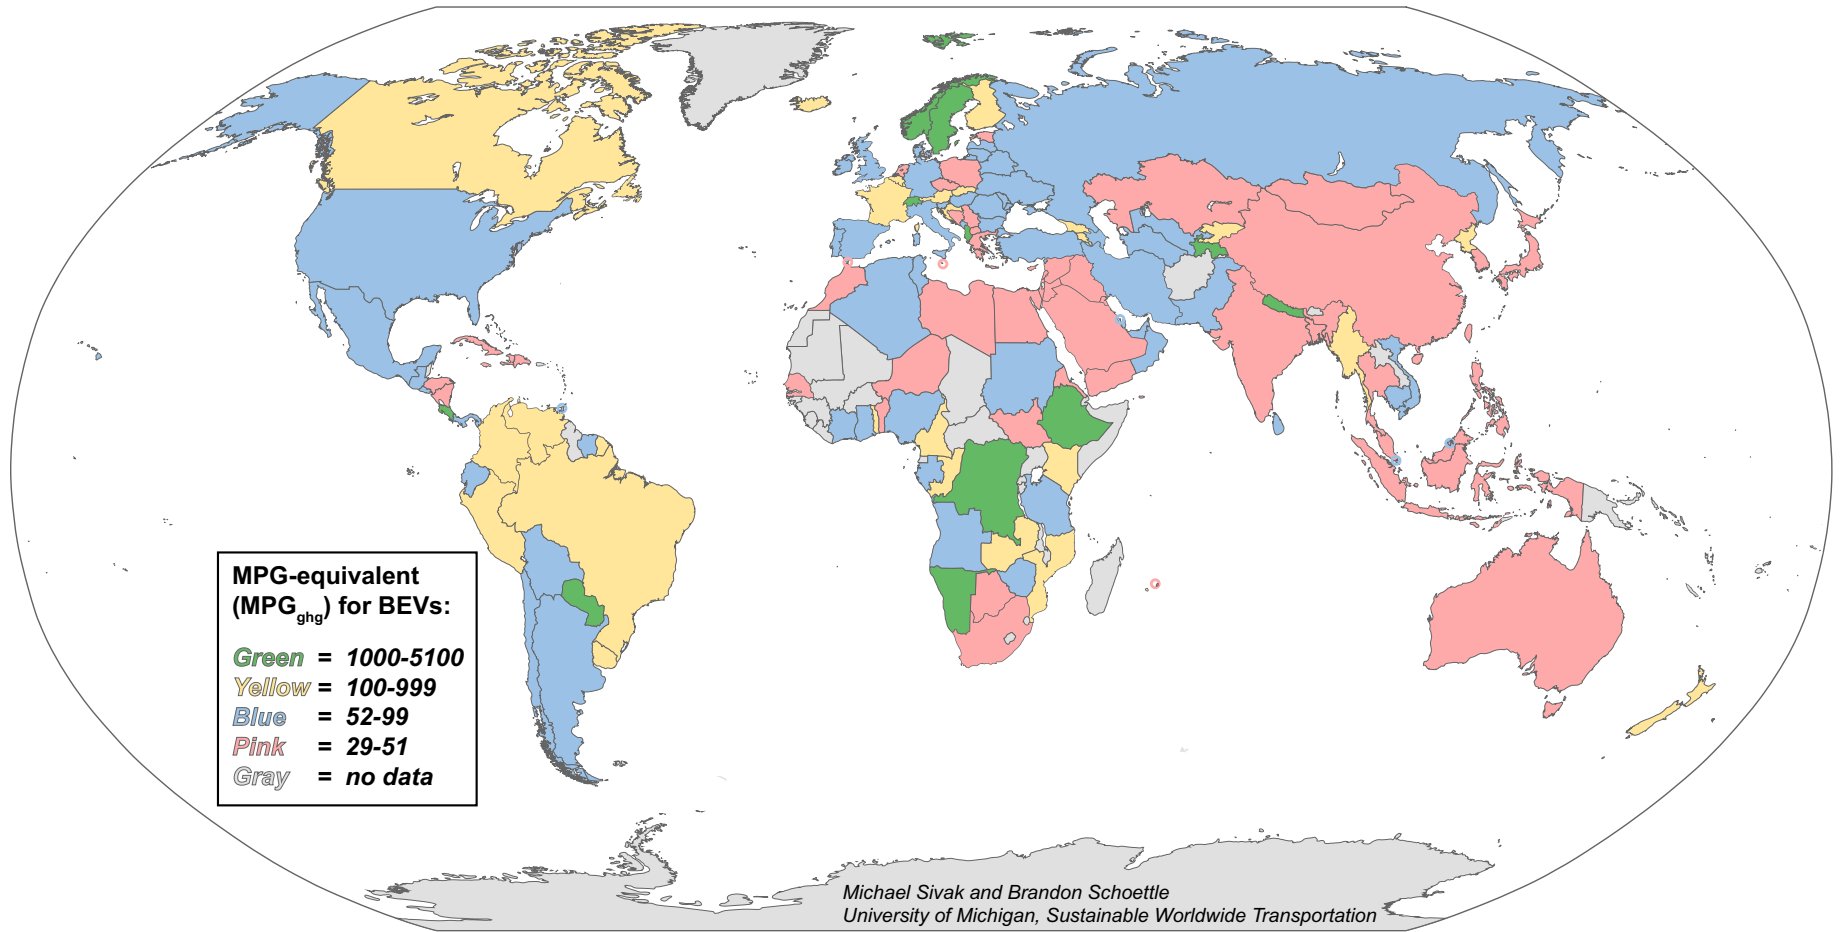 MPG-equivalent
(MPGghg) for BEVs:
Green = 1000-5100
Yellow = 100-999
Blue = 52-99
Pink = 29-51
Gray = no data
Michael Sivak and Brandon Schoettle
University of Michigan, Sustainable Worldwide Transportation